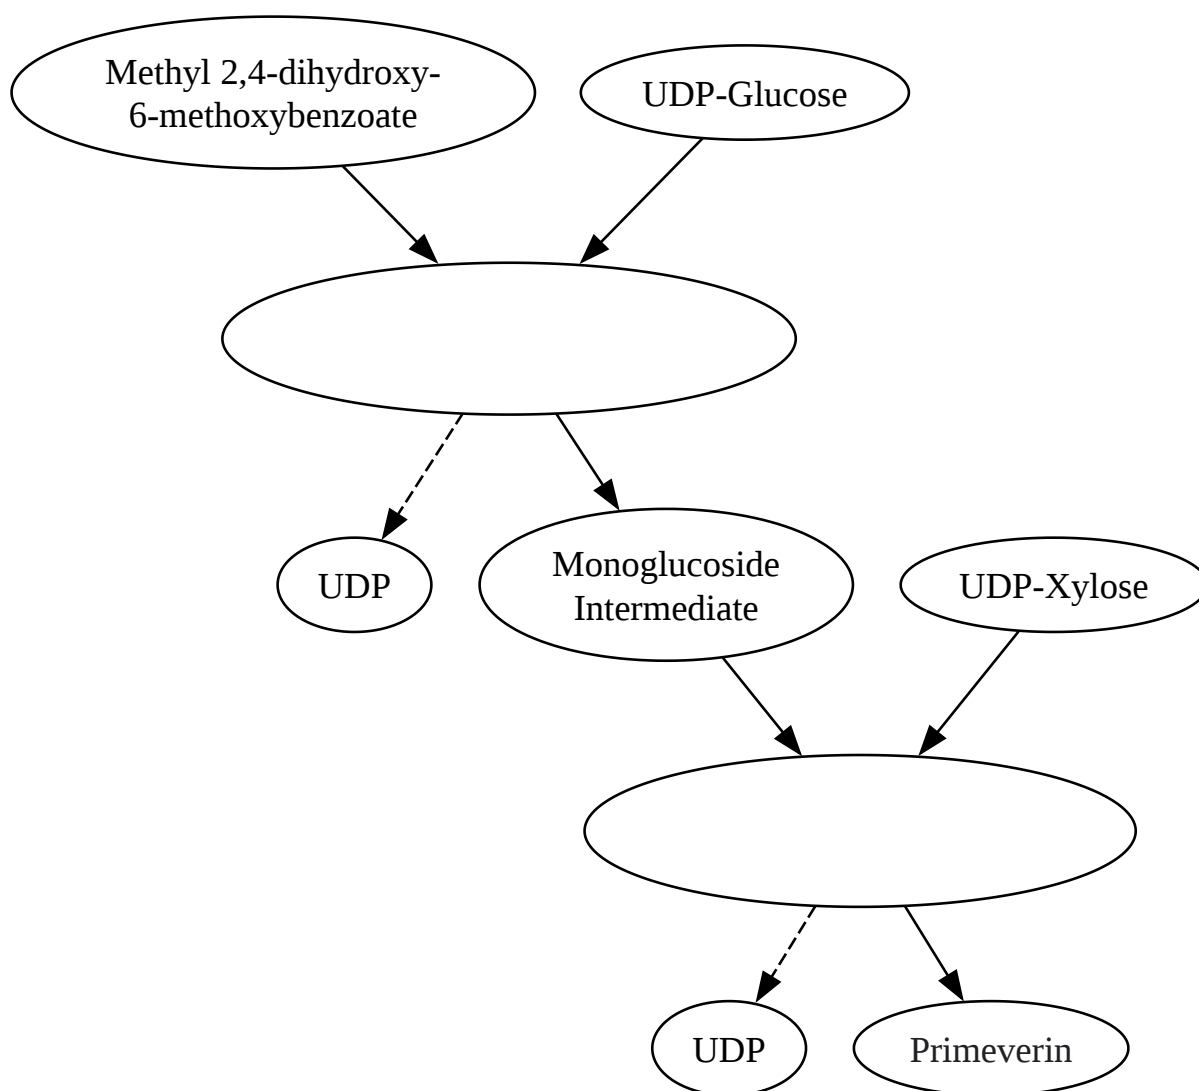 Methyl 2,4-dihydroxy-
6-methoxybenzoate
UDP-Glucose
UDP
Monoglucoside
Intermediate
UDP-Xylose
UDP
Primeverin